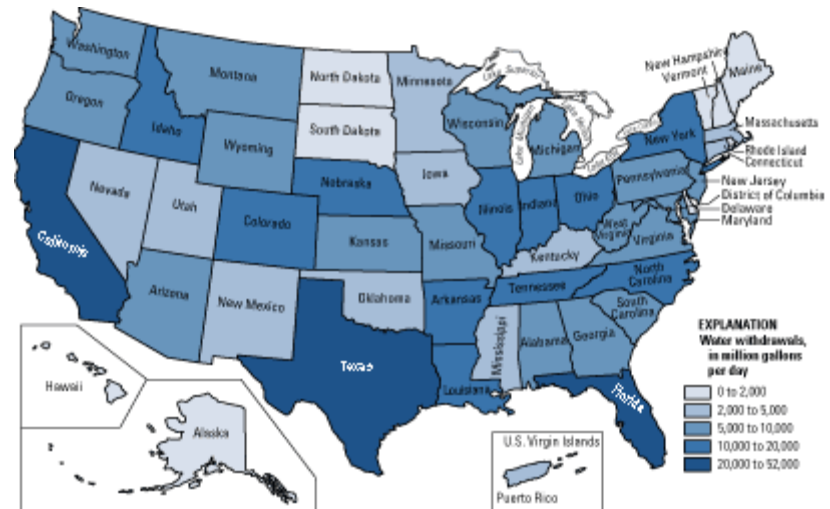 Washington
Montana
North Dakota
Minnesota
Lake Superior
New Hampshire
Vermont
Maine
Oregon
Idaho
South Dakota
Wisconsin
Lake Michigan
Michigan
New York
Massachusetts
Rhode Island
Connecticut
Wyoming
Nevada
Utah
Colorado
Nebraska
Iowa
Illinois
Indiana
Ohio
Pennsylvania
New Jersey
District of Columbia
Delaware
Maryland
California
Kansas
Missouri
Kentucky
West
Virginia
Virginia
Arizona
New Mexico
Oklahoma
Arkansas
Tennessee
North
Carolina
South
Carolina
Texas
Louisiana
Mississippi
Alabama
Georgia
Florida
Hawaii
Alaska
U.S. Virgin Islands
Puerto Rico
EXPLANATION
Water withdrawals,
in million gallons
per day
0 to 2,000
2,000 to 5,000
5,000 to 10,000
10,000 to 20,000
20,000 to 52,000